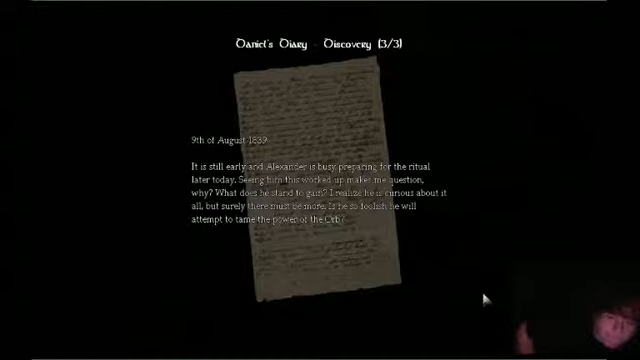 Daniel's Diary - Discovery (3/3)
9th of August 1839
It is still early and Alexander is busy preparing for the ritual
later today. Seeing him this worked up makes me question,
why? What does he stand to gain? I realize he is curious about it
all, but surely there must be more. Is he so foolish he will
attempt to tame the power of the Orb?